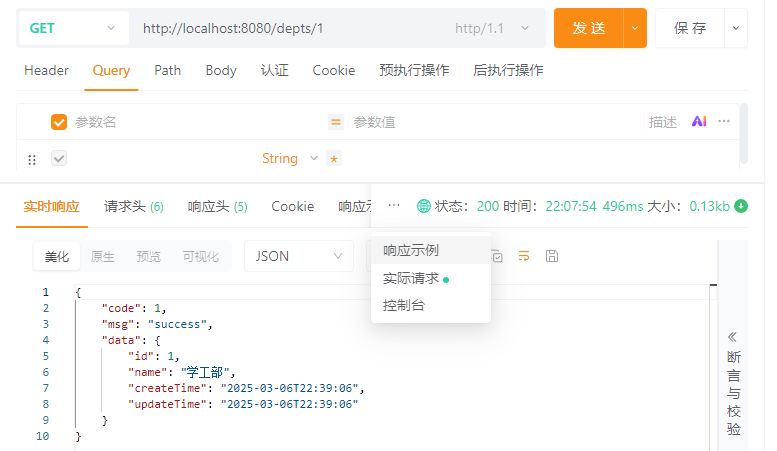 GET http://localhost:8080/depts/1 http/1.1 发 送 保 存
Header Query Path Body 认证 Cookie 预执行操作 后执行操作
参数名 = 参数值 描述 AI ···
String *
实时响应 请求头 (6) 响应头 (5) Cookie 响应示 ··· 状态: 200 时间: 22:07:54 496ms 大小: 0.13kb
美化 原生 预览 可视化 JSON
响应示例
实际请求
控制台
1 {
2 "code": 1,
3 "msg": "success",
4 "data": {
5 "id": 1,
6 "name": "学工部",
7 "createTime": "2025-03-06T22:39:06",
8 "updateTime": "2025-03-06T22:39:06"
9 }
10 }
断言与校验